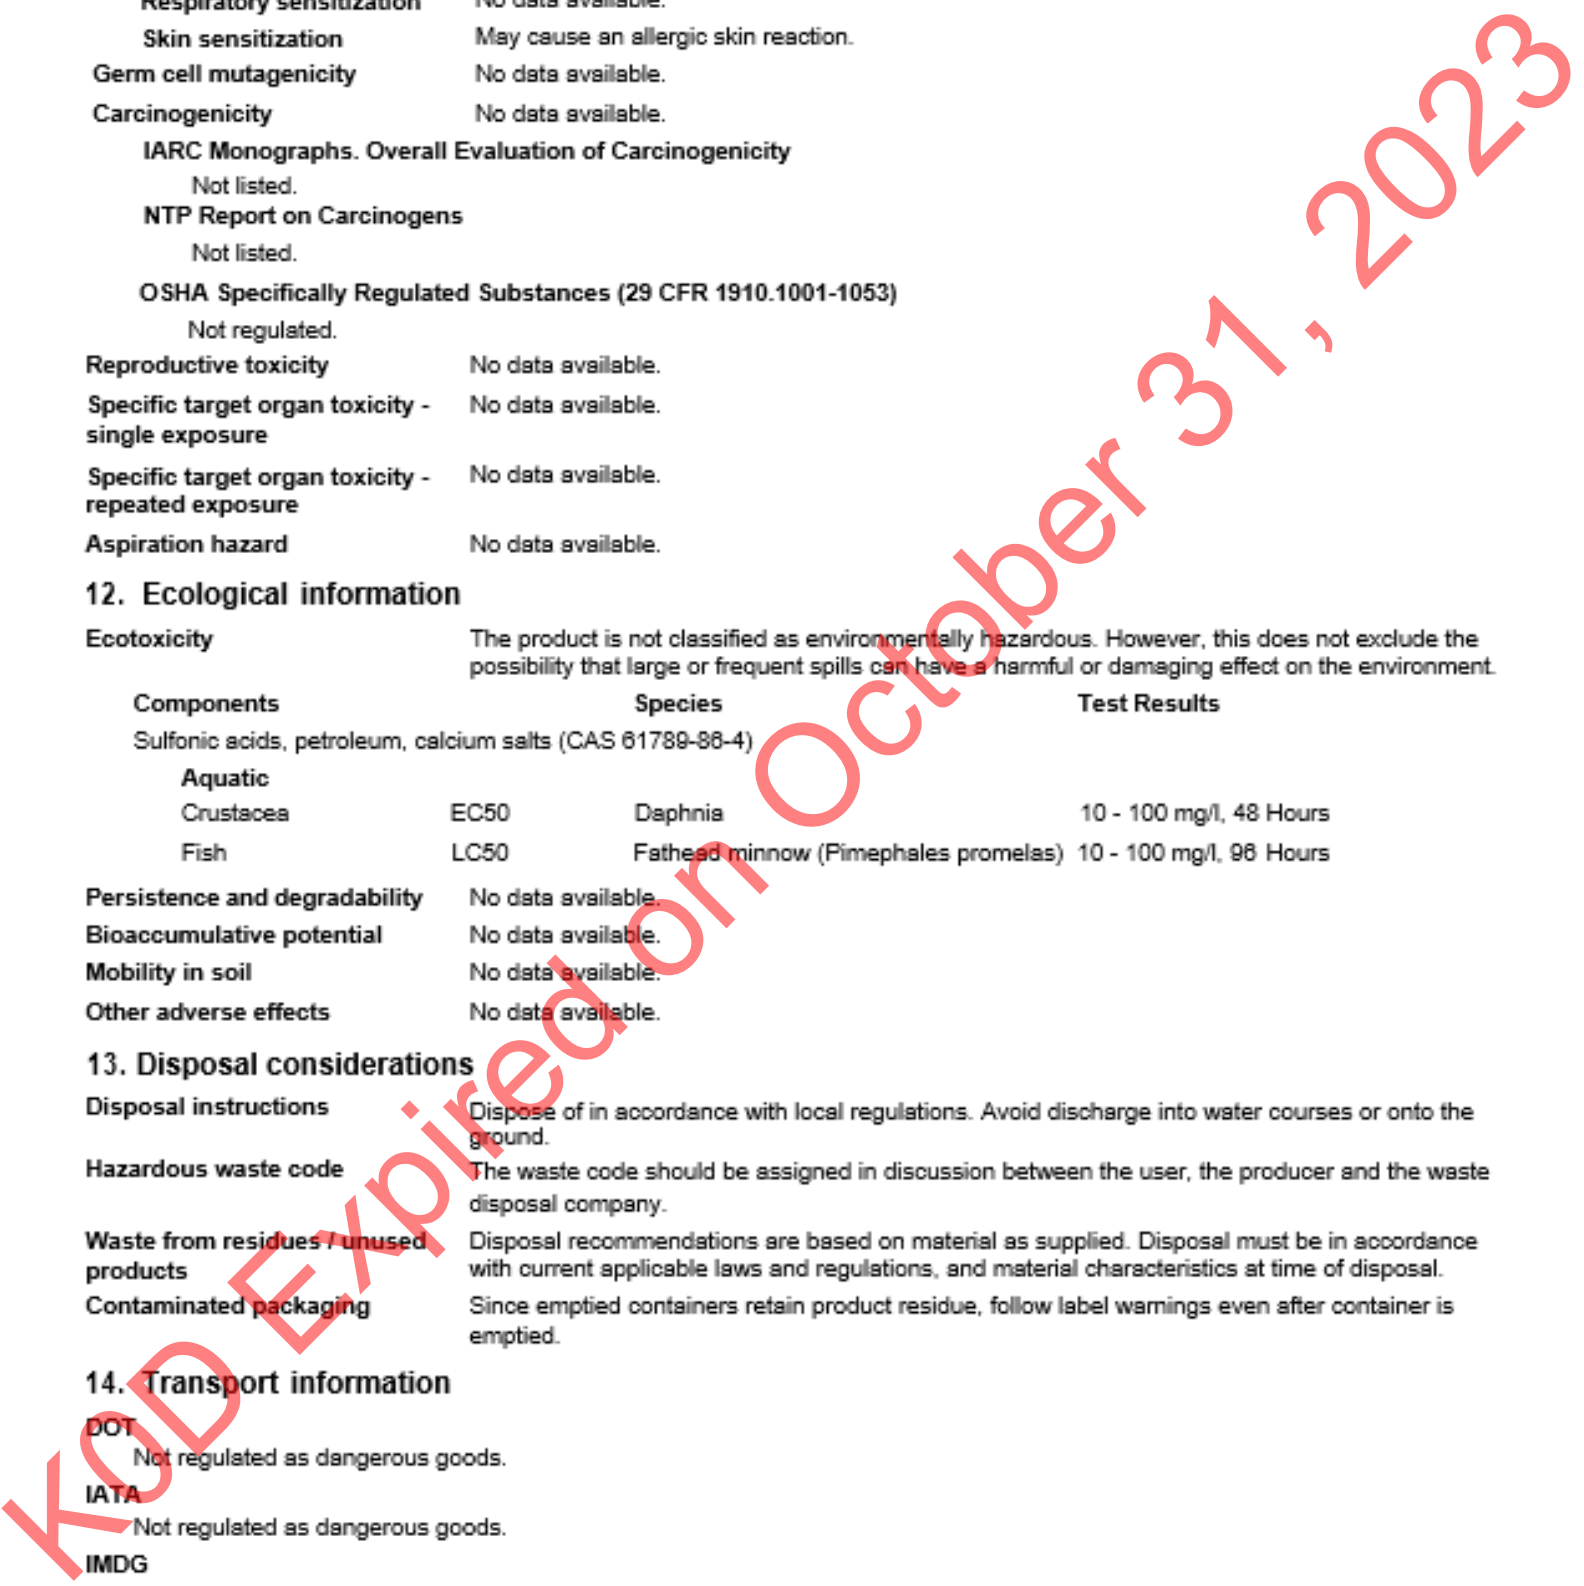 Respiratory sensitization No data available.
Skin sensitization May cause an allergic skin reaction.
Germ cell mutagenicity No data available.
Carcinogenicity No data available.
IARC Monographs. Overall Evaluation of Carcinogenicity
Not listed.
NTP Report on Carcinogens
Not listed.
OSHA Specifically Regulated Substances (29 CFR 1910.1001-1053)
Not regulated.
Reproductive toxicity No data available.
Specific target organ toxicity - No data available.
single exposure
Specific target organ toxicity - No data available.
repeated exposure
Aspiration hazard No data available.
12. Ecological information
Ecotoxicity The product is not classified as environmentally hazardous. However, this does not exclude the
possibility that large or frequent spills can have a harmful or damaging effect on the environment.
Components Species Test Results
Sulfonic acids, petroleum, calcium salts (CAS 61789-86-4)
Aquatic
Crustacea EC50 Daphnia 10 - 100 mg/l, 48 Hours
Fish LC50 Fathead minnow (Pimephales promelas) 10 - 100 mg/l, 96 Hours
Persistence and degradability No data available.
Bioaccumulative potential No data available.
Mobility in soil No data available.
Other adverse effects No data available.
13. Disposal considerations
Disposal instructions Dispose of in accordance with local regulations. Avoid discharge into water courses or onto the
ground.
Hazardous waste code The waste code should be assigned in discussion between the user, the producer and the waste
disposal company.
Waste from residues / unused Disposal recommendations are based on material as supplied. Disposal must be in accordance
products with current applicable laws and regulations, and material characteristics at time of disposal.
Contaminated packaging Since emptied containers retain product residue, follow label warnings even after container is
emptied.
14. Transport information
DOT
Not regulated as dangerous goods.
IATA
Not regulated as dangerous goods.
IMDG
K0D Expired on October 31, 2023